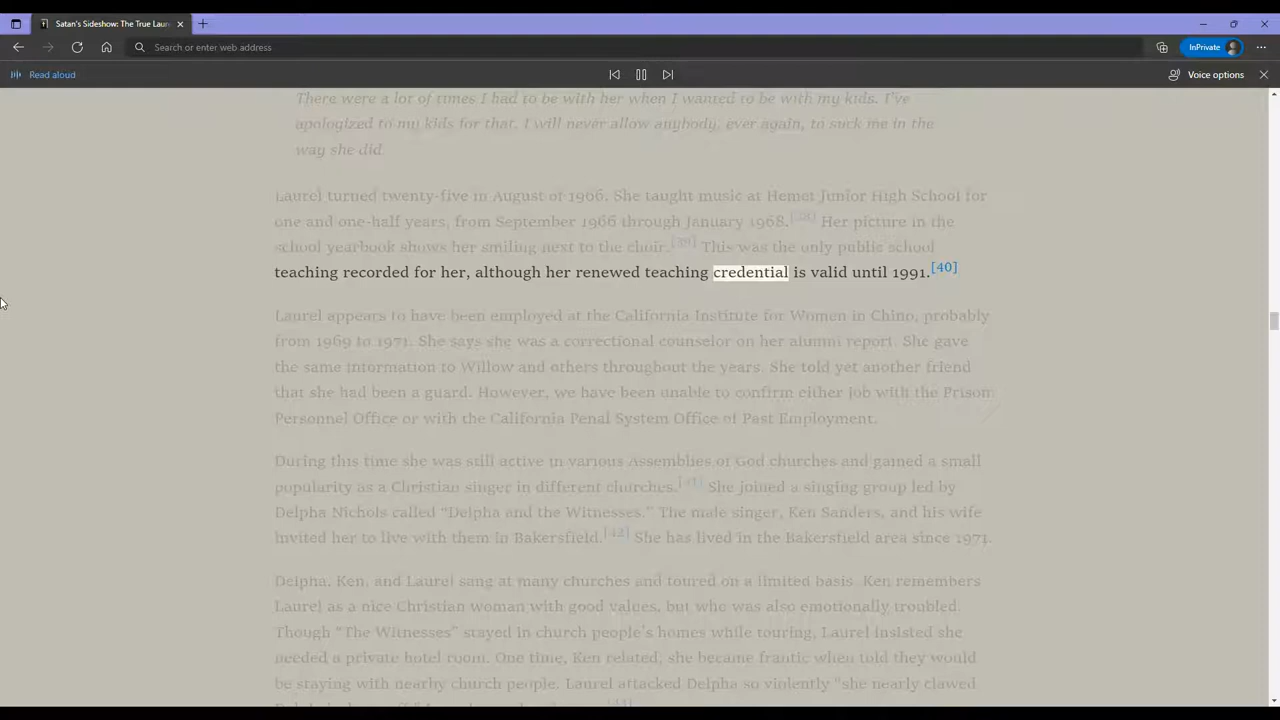 Satan's Sideshow: The True Laur
Search or enter web address
InPrivate
Read aloud
Voice options
There were a lot of times I had to be with her when I wanted to be with my kids. I've
apologized to my kids for that. I will never allow anybody, ever again, to suck me in the
way she did.
Laurel turned twenty-five in August of 1966. She taught music at Hemet Junior High School for
one and one-half years, from September 1966 through January 1968.[38] Her picture in the
school yearbook shows her smiling next to the choir.[39] This was the only public school
teaching recorded for her, although her renewed teaching credential is valid until 1991.[40]
Laurel appears to have been employed at the California Institute for Women in Chino, probably
from 1969 to 1971. She says she was a correctional counselor on her alumni report. She gave
the same information to Willow and others throughout the years. She told yet another friend
that she had been a guard. However, we have been unable to confirm either job with the Prison
Personnel Office or with the California Penal System Office of Past Employment.
During this time she was still active in various Assemblies of God churches and gained a small
popularity as a Christian singer in different churches.[41] She joined a singing group led by
Delpha Nichols called “Delpha and the Witnesses.” The male singer, Ken Sanders, and his wife
invited her to live with them in Bakersfield.[42] She has lived in the Bakersfield area since 1971.
Delpha, Ken, and Laurel sang at many churches and toured on a limited basis. Ken remembers
Laurel as a nice Christian woman with good values, but who was also emotionally troubled.
Though “The Witnesses” stayed in church people's homes while touring, Laurel insisted she
needed a private hotel room. One time, Ken related, she became frantic when told they would
be staying with nearby church people. Laurel attacked Delpha so violently “she nearly clawed